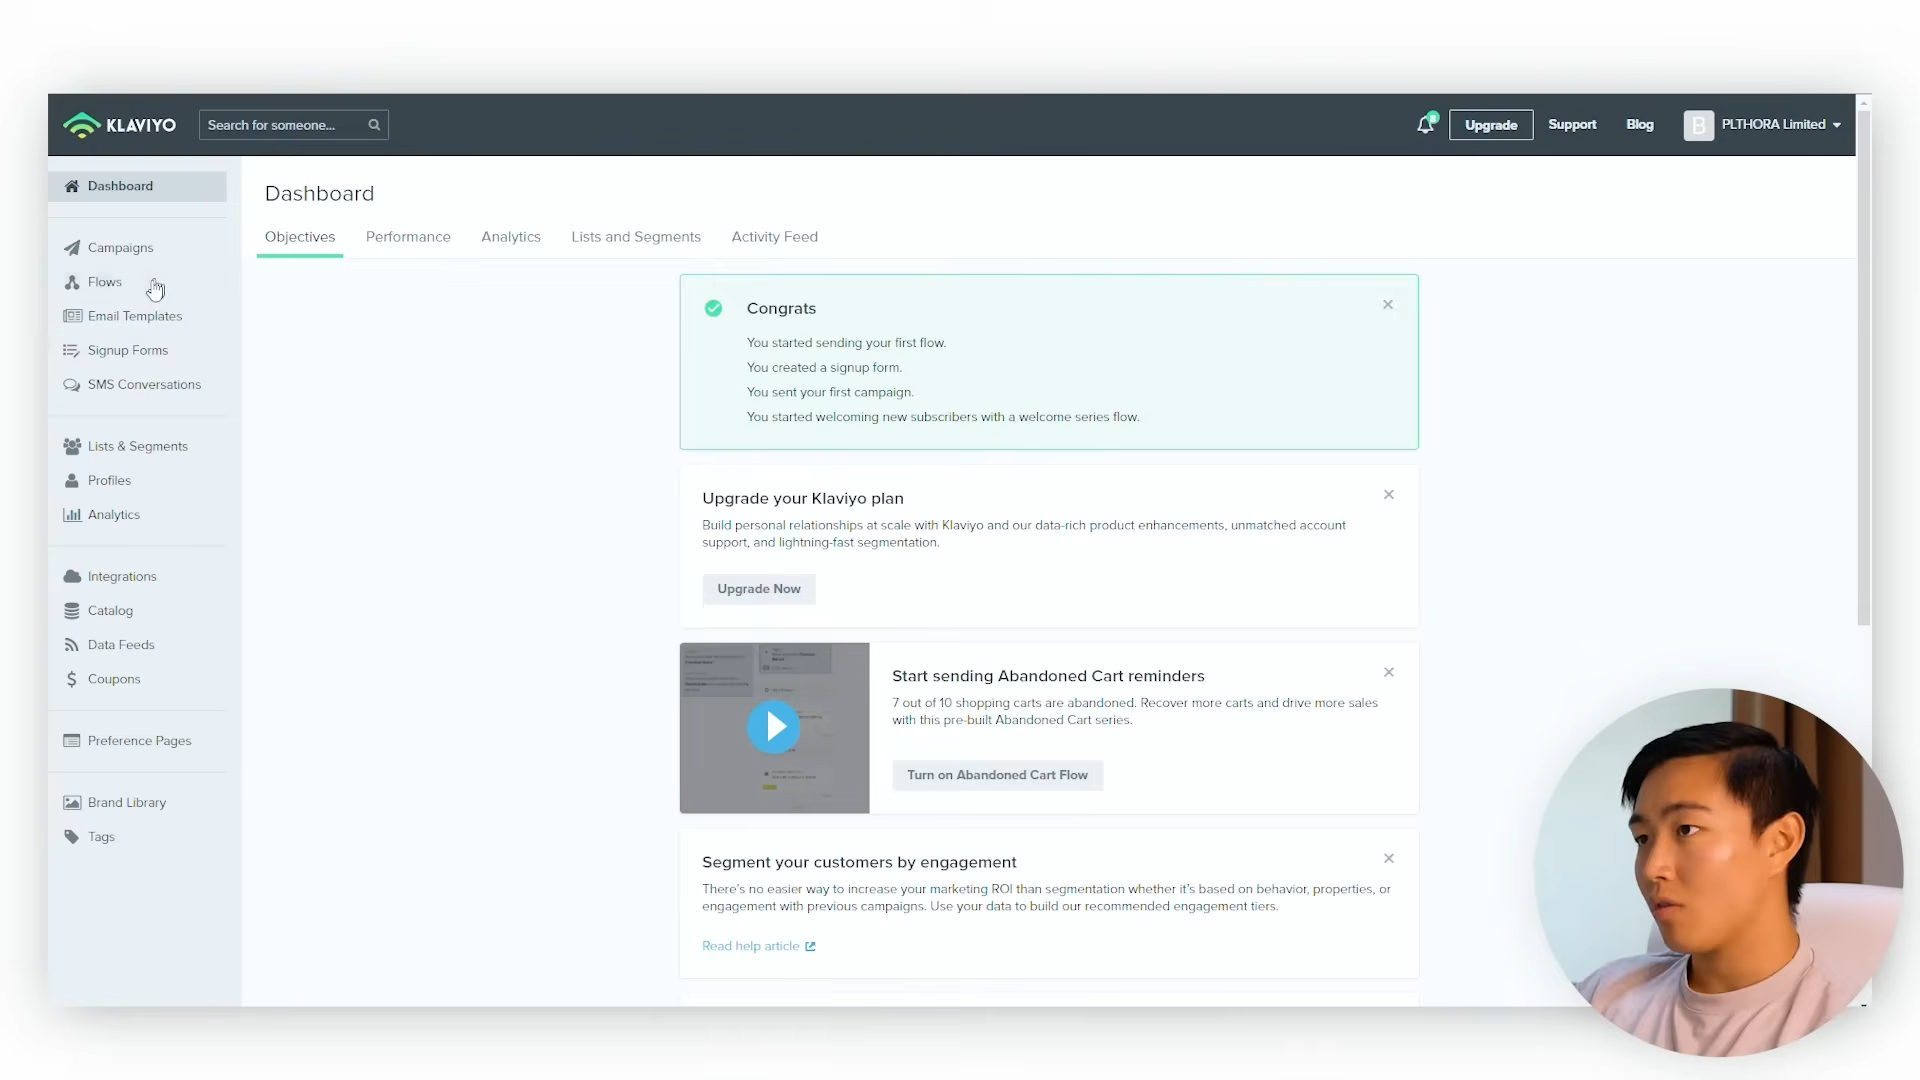 KLAVIYO
Search for someone...
Upgrade
Support
Blog
B
PLTHORA Limited
Dashboard
Campaigns
Flows
Email Templates
Signup Forms
SMS Conversations
Lists & Segments
Profiles
Analytics
Integrations
Catalog
Data Feeds
Coupons
Preference Pages
Brand Library
Tags
Dashboard
Objectives
Performance
Analytics
Lists and Segments
Activity Feed
Congrats
You started sending your first flow.
You created a signup form.
You sent your first campaign.
You started welcoming new subscribers with a welcome series flow.
Upgrade your Klaviyo plan
Build personal relationships at scale with Klaviyo and our data-rich product enhancements, unmatched account
support, and lightning-fast segmentation.
Upgrade Now
Start sending Abandoned Cart reminders
7 out of 10 shopping carts are abandoned. Recover more carts and drive more sales
with this pre-built Abandoned Cart series.
Turn on Abandoned Cart Flow
Segment your customers by engagement
There's no easier way to increase your marketing ROI than segmentation whether it's based on behavior, properties, or
engagement with previous campaigns. Use your data to build our recommended engagement tiers.
Read help article